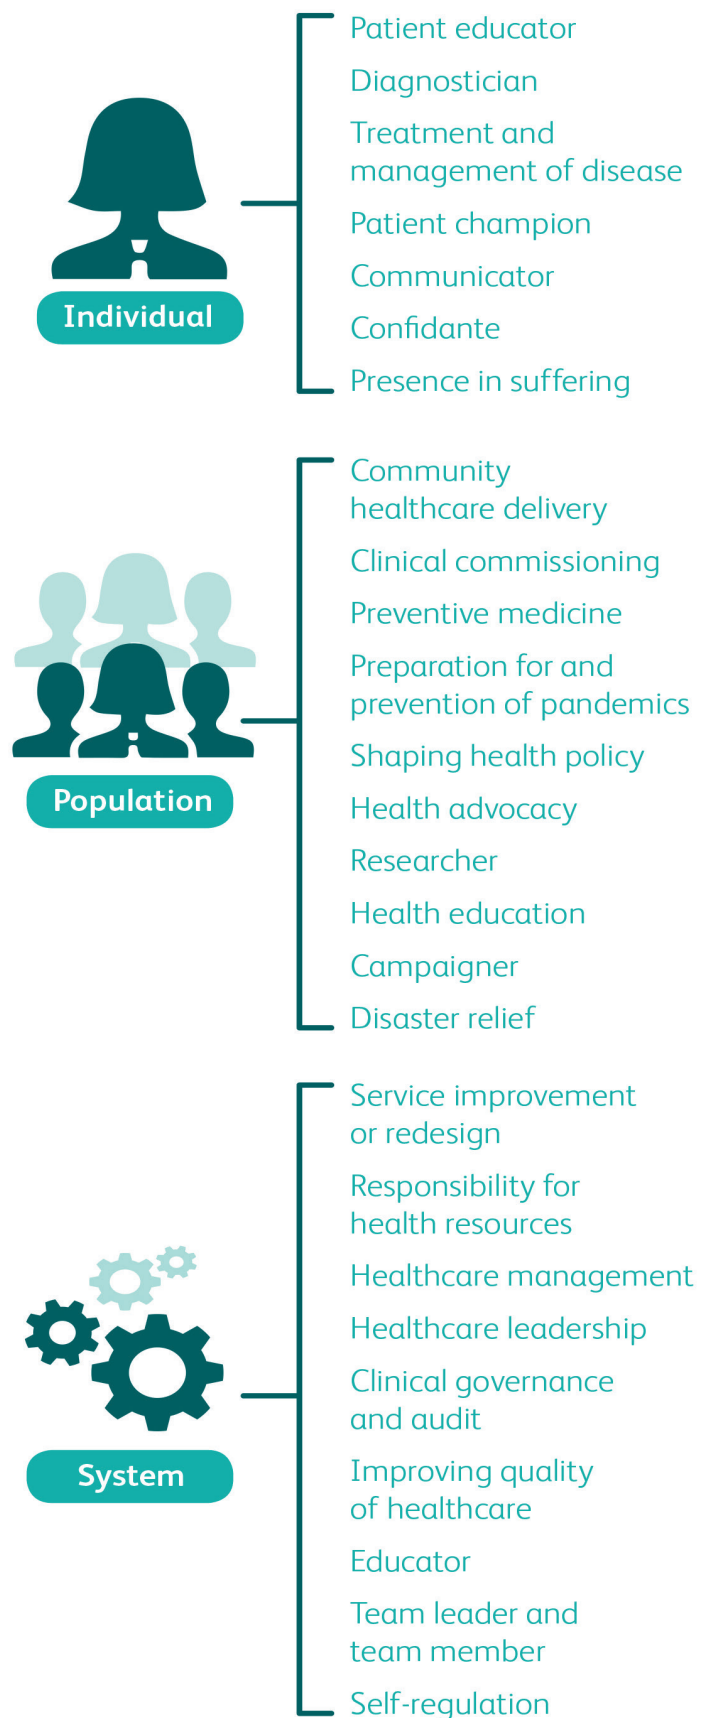 Patient educator
Diagnostician
Treatment and
management of disease
Patient champion
Communicator
Confidante
Presence in suffering
Individual
Community
healthcare delivery
Clinical commissioning
Preventive medicine
Preparation for and
prevention of pandemics
Shaping health policy
Health advocacy
Researcher
Health education
Campaigner
Disaster relief
Population
Service improvement
or redesign
Responsibility for
health resources
Healthcare management
Healthcare leadership
Clinical governance
and audit
Improving quality
of healthcare
Educator
Team leader and
team member
Self-regulation
System